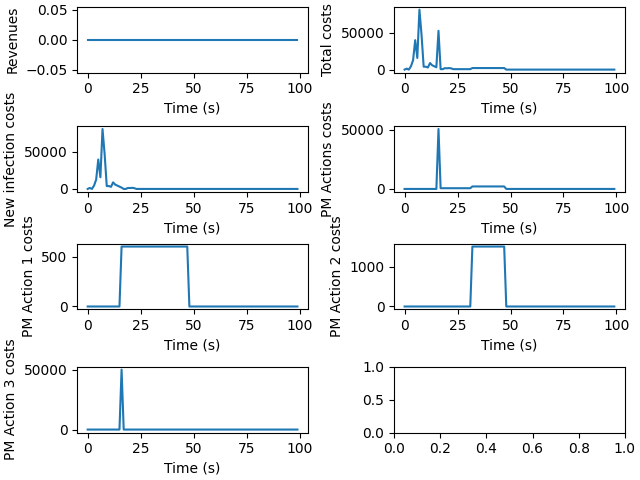 Revenues
0.05
0.00
−0.05
0 25 50 75 100
Time (s)
Total costs
50000
0
0 25 50 75 100
Time (s)
New infection costs
50000
0
0 25 50 75 100
Time (s)
PM Actions costs
50000
0
0 25 50 75 100
Time (s)
PM Action 1 costs
500
0
0 25 50 75 100
Time (s)
PM Action 2 costs
1000
0
0 25 50 75 100
Time (s)
PM Action 3 costs
50000
0
0 25 50 75 100
Time (s)
1.0
0.5
0.0
0.0 0.2 0.4 0.6 0.8 1.0